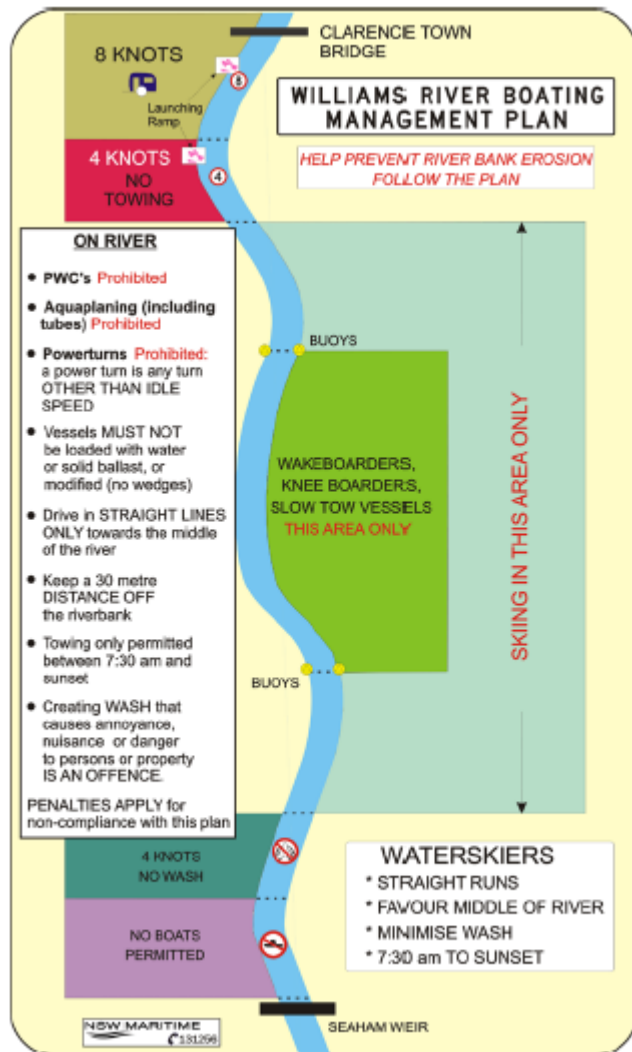 CLARENCIE TOWN
BRIDGE
8 KNOTS
8
Launching
Ramp
WILLIAMS RIVER BOATING
MANAGEMENT PLAN
4 KNOTS
NO
TOWING
4
HELP PREVENT RIVER BANK EROSION
FOLLOW THE PLAN
ON RIVER
• PWC's Prohibited
• Aquaplaning (including
tubes) Prohibited
• Powerturns Prohibited:
a power turn is any turn
OTHER THAN IDLE
SPEED
• Vessels MUST NOT
be loaded with water
or solid ballast, or
modified (no wedges)
• Drive in STRAIGHT LINES
ONLY towards the middle
of the river
• Keep a 30 metre
DISTANCE OFF
the riverbank
• Towing only permitted
between 7:30 am and
sunset
• Creating WASH that
causes annoyance,
nuisance or danger
to persons or property
IS AN OFFENCE.
PENALTIES APPLY for
non-compliance with this plan
BUOYS
WAKEBOARDERS,
KNEE BOARDERS,
SLOW TOW VESSELS
THIS AREA ONLY
SKIING IN THIS AREA ONLY
BUOYS
4 KNOTS
NO WASH
NO BOATS
PERMITTED
WATERSKIERS
* STRAIGHT RUNS
* FAVOUR MIDDLE OF RIVER
* MINIMISE WASH
* 7:30 am TO SUNSET
SEAHAM WEIR
NSW MARITIME
131256